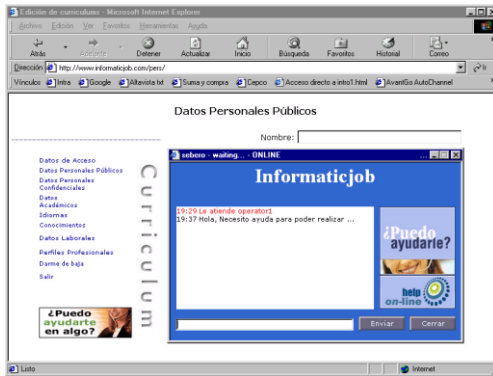 Edición de curiculums - Microsoft Internet Explorer
Archivo Edición Ver Favoritos Herramientas Ayuda
Atrás Adelante Detener Actualizar Inicio Búsqueda Favoritos Historial Correo
Dirección http://www.informaticjob.com/pers/ Ir
Vínculos Intra Google Altavista txt Suma y compra Cepco Acceso directo a intro1.html AvantGo AutoChannel
Datos Personales Públicos
Nombre:
sebero - waiting... - ONLINE ...
Informaticjob
19:29 Le atiende operator1
19:37 Hola, Necesito ayuda para poder realizar ...
¿Puedo
ayudarle?
help
on-line
Enviar Cerrar
Datos de Acceso
Datos Personales Públicos
Datos Personales
Confidenciales
Datos
Académicos
Idiomas
Conocimientos
Datos Laborales
Perfiles Profesionales
Darme de baja
Salir
Curriculum
¿Puedo
ayudarte
en algo?
Listo Internet